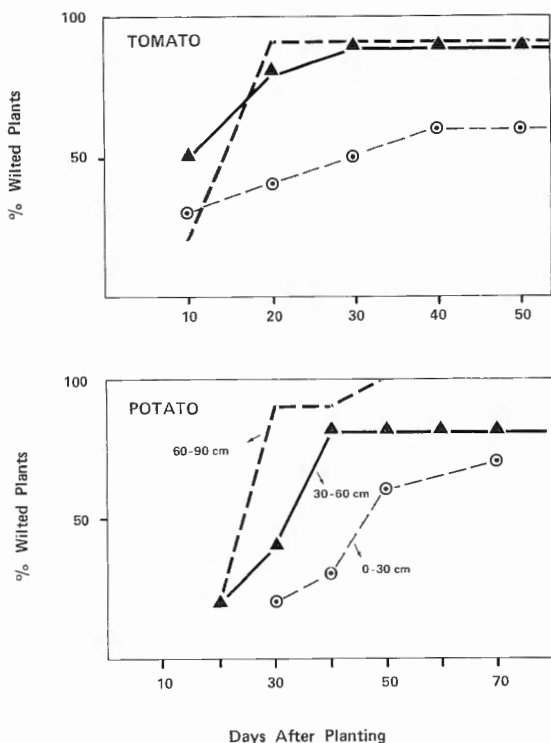 100
TOMATO
50
% Wilted Plants
10 20 30 40 50
100
POTATO
60-90 cm
30-60 cm
50
0-30 cm
% Wilted Plants
10 30 50 70
Days After Planting